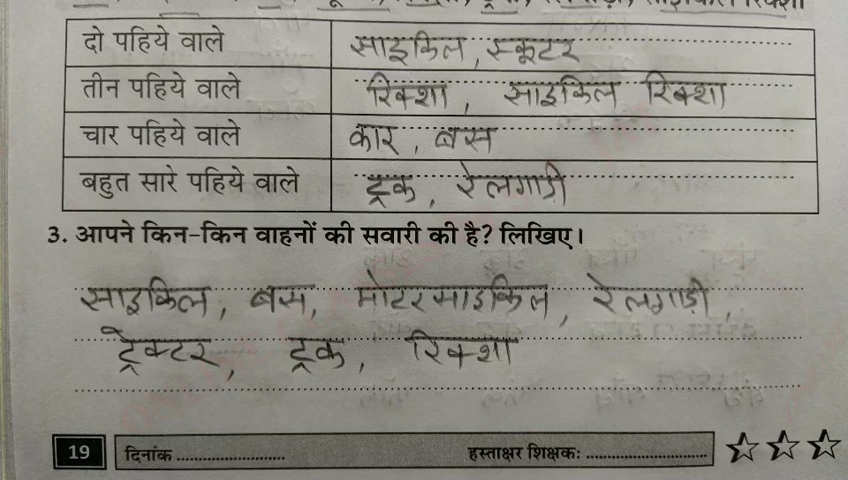 दो पहिये वाले साइकिल, स्कूटर
तीन पहिये वाले रिक्शा, साइकिल रिक्शा
चार पहिये वाले कार, बस
बहुत सारे पहिये वाले ट्रक, रेलगाड़ी
3. आपने किन-किन वाहनों की सवारी की है? लिखिए।
साइकिल, बस, मोटरसाइकिल, रेलगाड़ी,
ट्रेक्टर, ट्रक, रिक्शा
19 दिनांक .......................... हस्ताक्षर शिक्षक: .............................